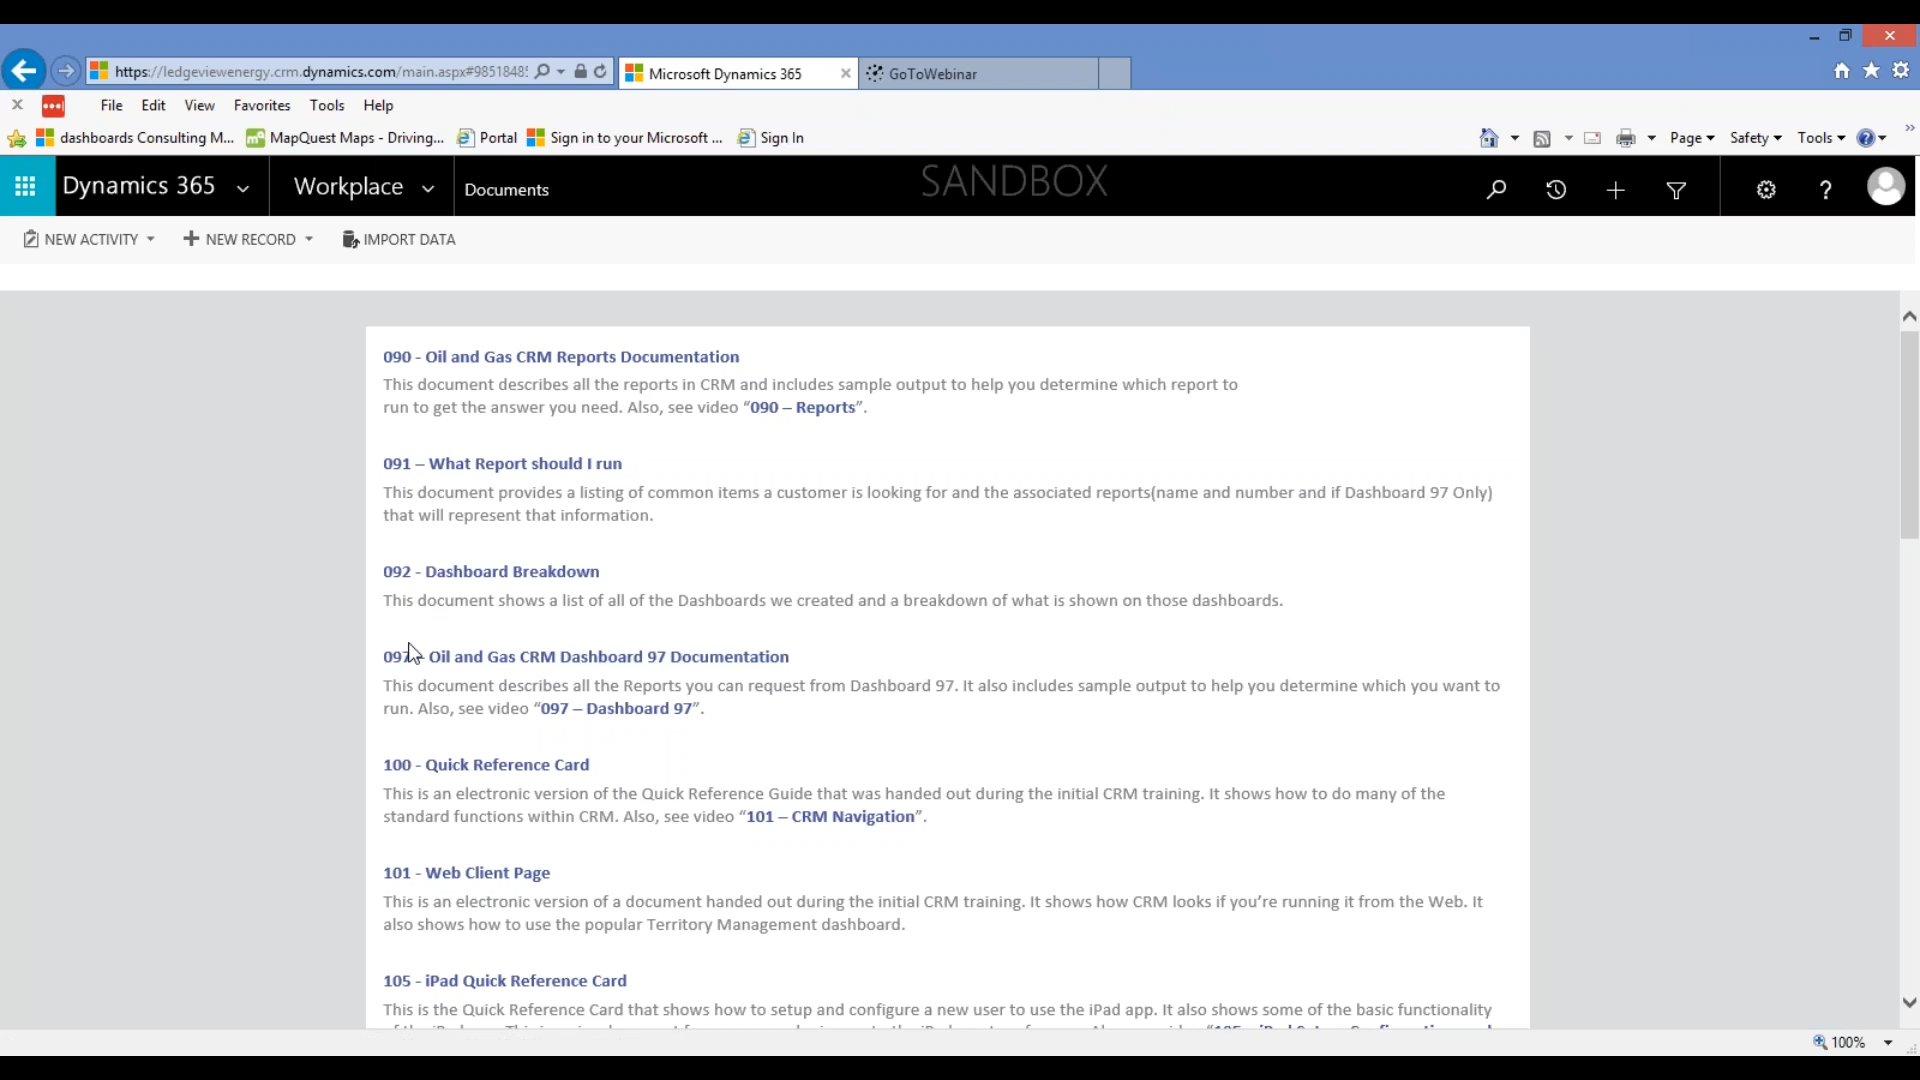 https://ledgeviewenergy.crm.dynamics.com/main.aspx#9851848!
Microsoft Dynamics 365
GoToWebinar
File Edit View Favorites Tools Help
dashboards Consulting M... MapQuest Maps - Driving... Portal Sign in to your Microsoft ... Sign In
Page Safety Tools
Dynamics 365 Workplace Documents SANDBOX
NEW ACTIVITY NEW RECORD IMPORT DATA
090 - Oil and Gas CRM Reports Documentation
This document describes all the reports in CRM and includes sample output to help you determine which report to
run to get the answer you need. Also, see video “090 – Reports”.
091 – What Report should I run
This document provides a listing of common items a customer is looking for and the associated reports(name and number and if Dashboard 97 Only)
that will represent that information.
092 - Dashboard Breakdown
This document shows a list of all of the Dashboards we created and a breakdown of what is shown on those dashboards.
097 - Oil and Gas CRM Dashboard 97 Documentation
This document describes all the Reports you can request from Dashboard 97. It also includes sample output to help you determine which you want to
run. Also, see video “097 – Dashboard 97”.
100 - Quick Reference Card
This is an electronic version of the Quick Reference Guide that was handed out during the initial CRM training. It shows how to do many of the
standard functions within CRM. Also, see video “101 – CRM Navigation”.
101 - Web Client Page
This is an electronic version of a document handed out during the initial CRM training. It shows how CRM looks if you’re running it from the Web. It
also shows how to use the popular Territory Management dashboard.
105 - iPad Quick Reference Card
This is the Quick Reference Card that shows how to setup and configure a new user to use the iPad app. It also shows some of the basic functionality
100%